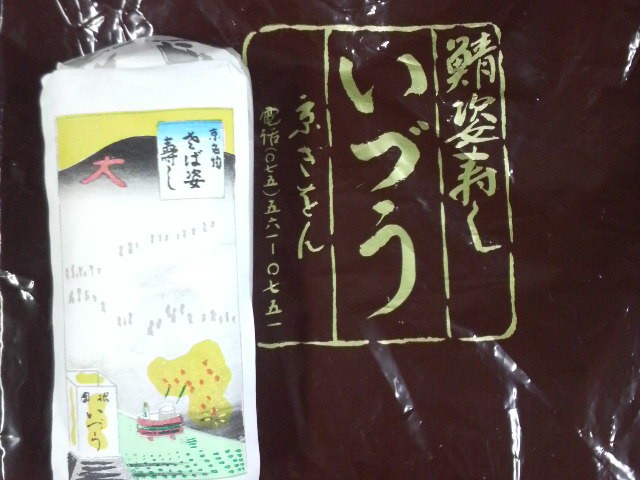 鯖姿寿し
いづう
京ぎをん
電話(〇七五)五六一-〇七五一
京名物
さば姿
寿し
大
いづう